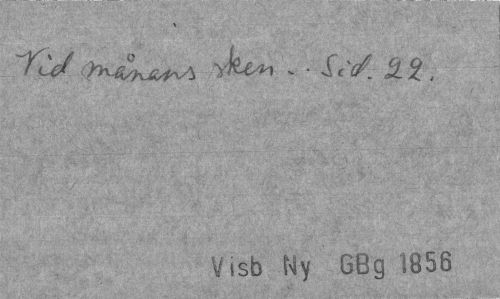 Vid månans sken.. Sid. 22.
Visb Ny GBg 1856